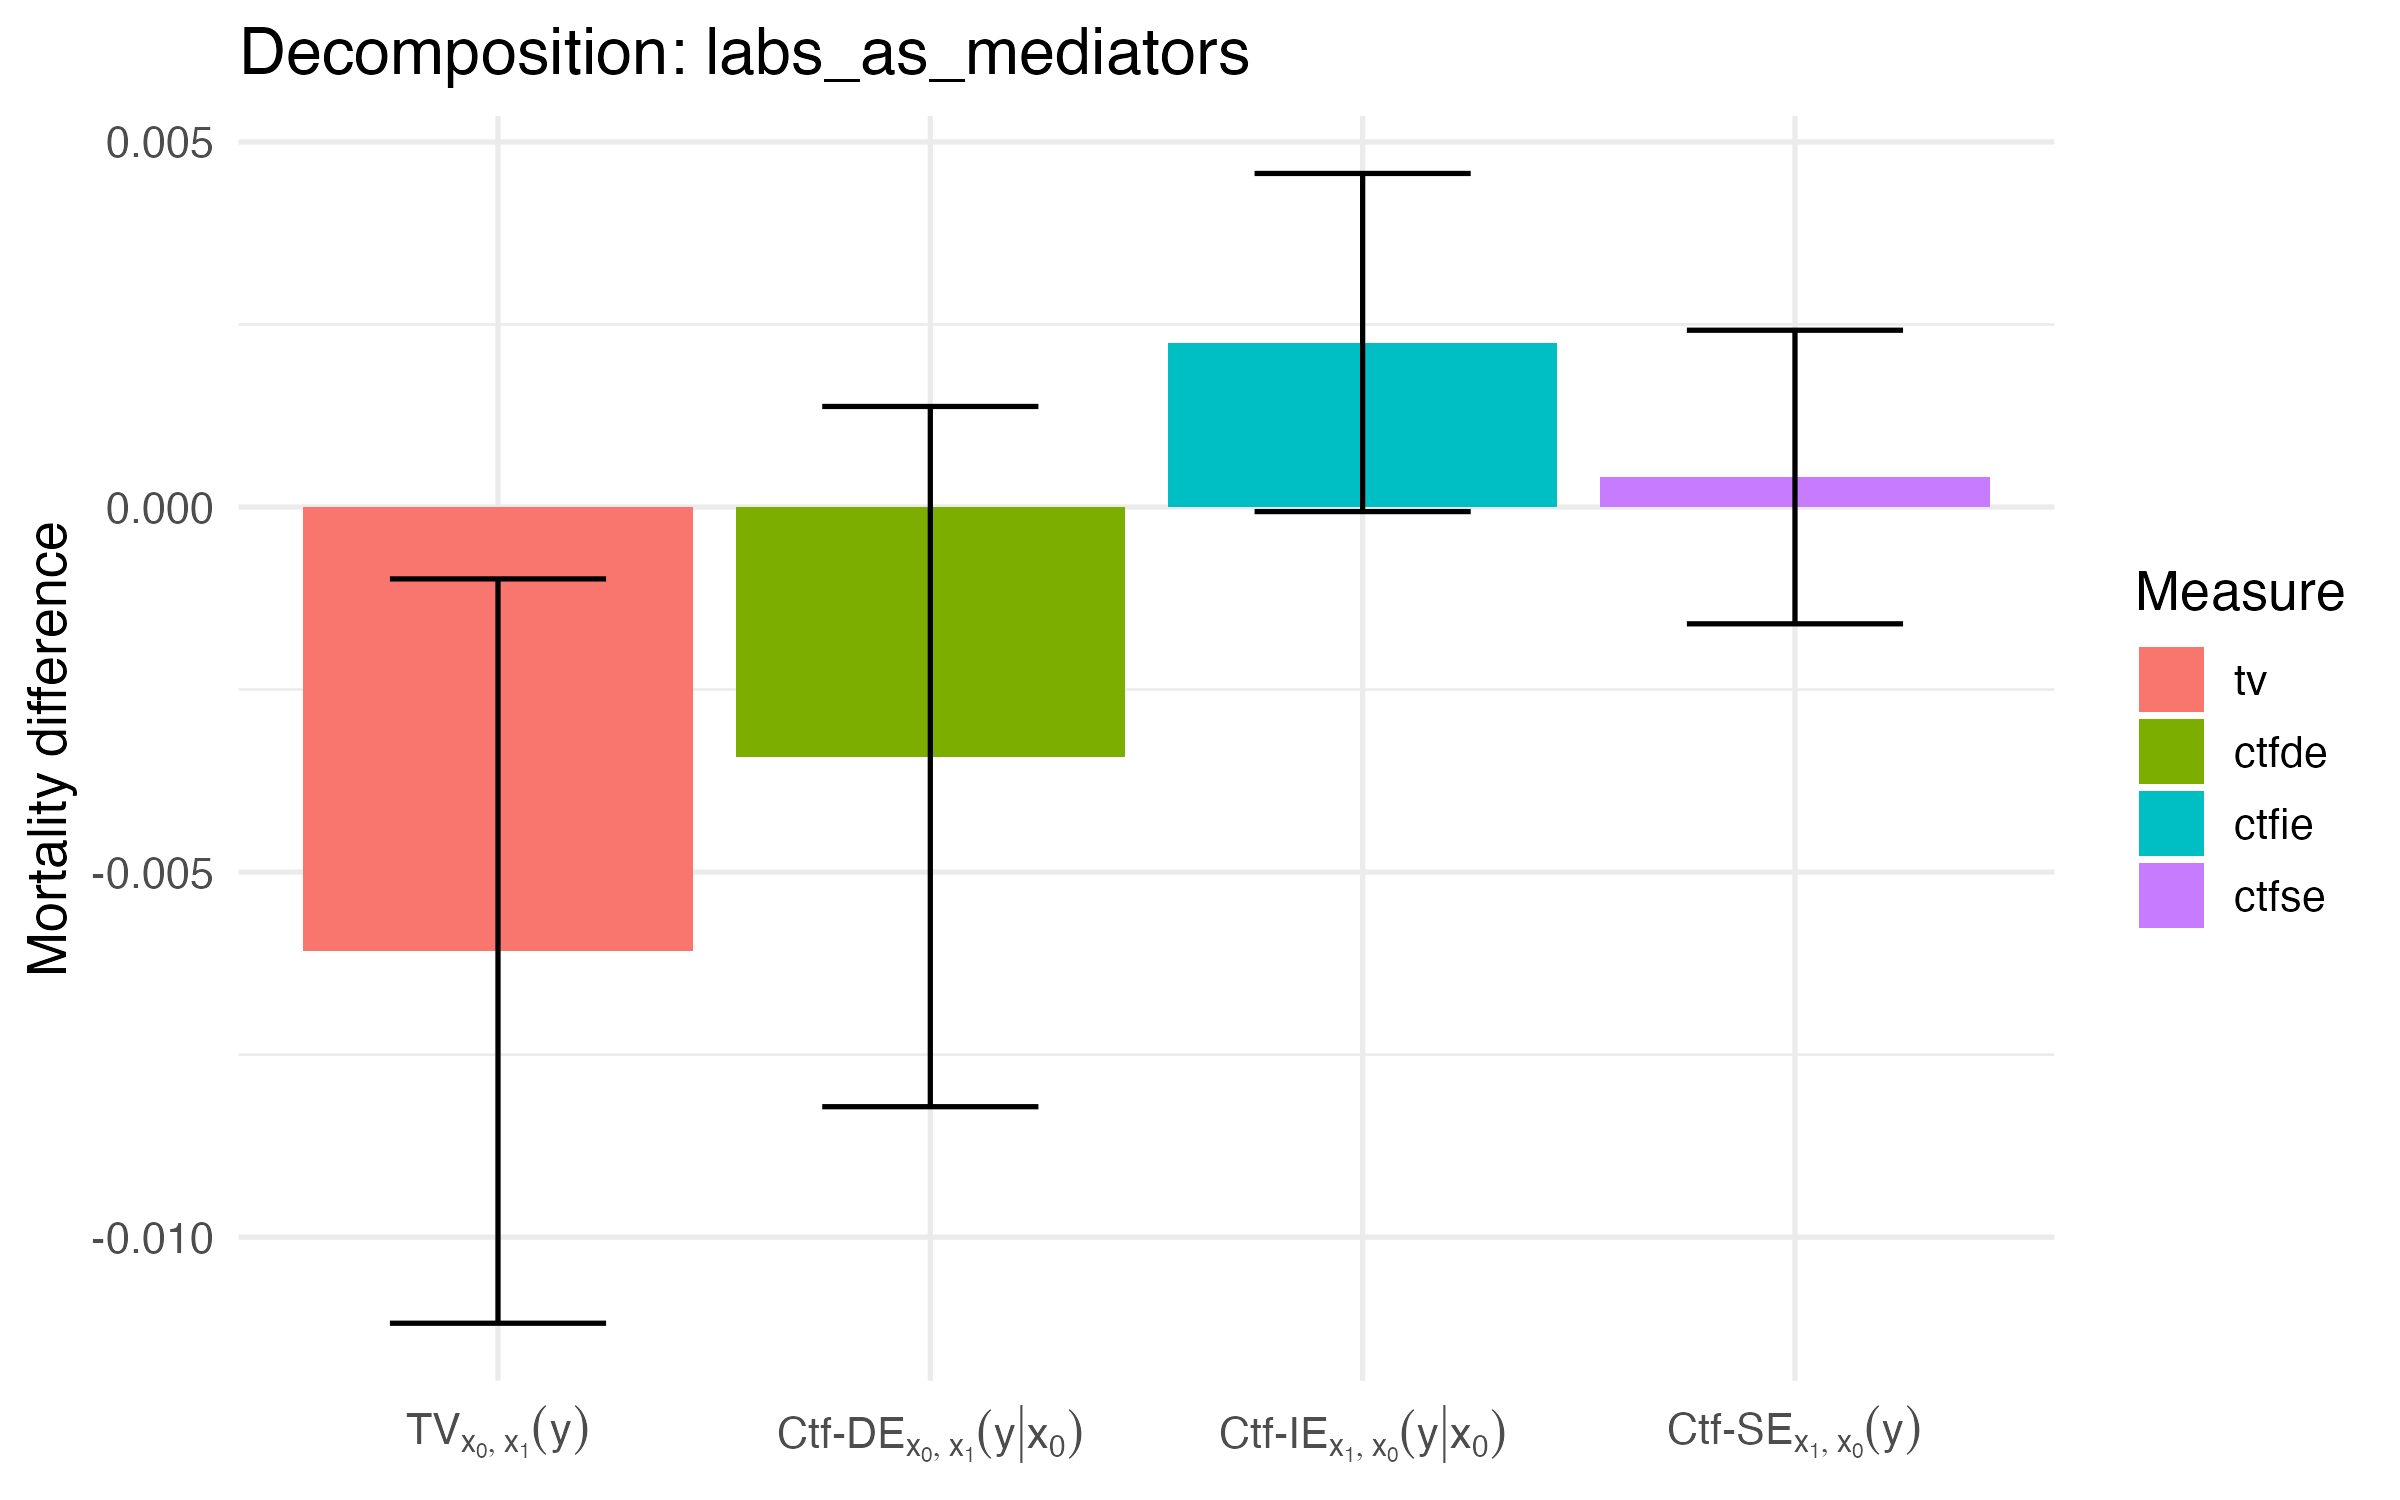 Decomposition: labs_as_mediators
Mortality difference
0.005
0.000
-0.005
-0.010
TVx0, x1(y)
Ctf-DEx0, x1(y|x0)
Ctf-IEx1, x0(y|x0)
Ctf-SEx1, x0(y)
Measure
tv
ctfde
ctfie
ctfse